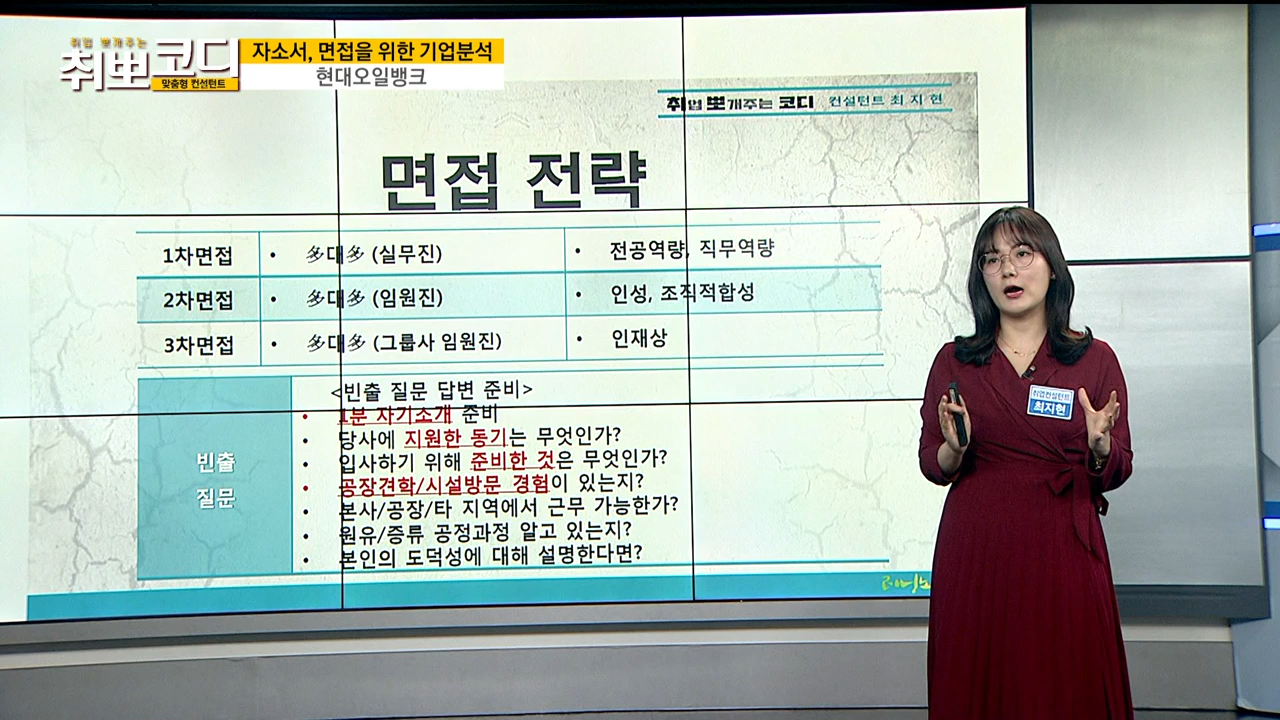 취업 뽀개주는
취뽀코디
맞춤형 컨설턴트
자소서, 면접을 위한 기업분석
현대오일뱅크
취업 뽀개주는 코디 컨설턴트 최지현
면접 전략
1차면접 • 多대多 (실무진) • 전공역량, 직무역량
2차면접 • 多대多 (임원진) • 인성, 조직적합성
3차면접 • 多대多 (그룹사 임원진) • 인재상
빈출 질문
<빈출 질문 답변 준비>
• 1분 자기소개 준비
• 당사에 지원한 동기는 무엇인가?
• 입사하기 위해 준비한 것은 무엇인가?
• 공장견학/시설방문 경험이 있는지?
• 본사/공장/타 지역에서 근무 가능한가?
• 원유/증류 공정과정 알고 있는지?
• 본인의 도덕성에 대해 설명한다면?
취업컨설턴트
최지현